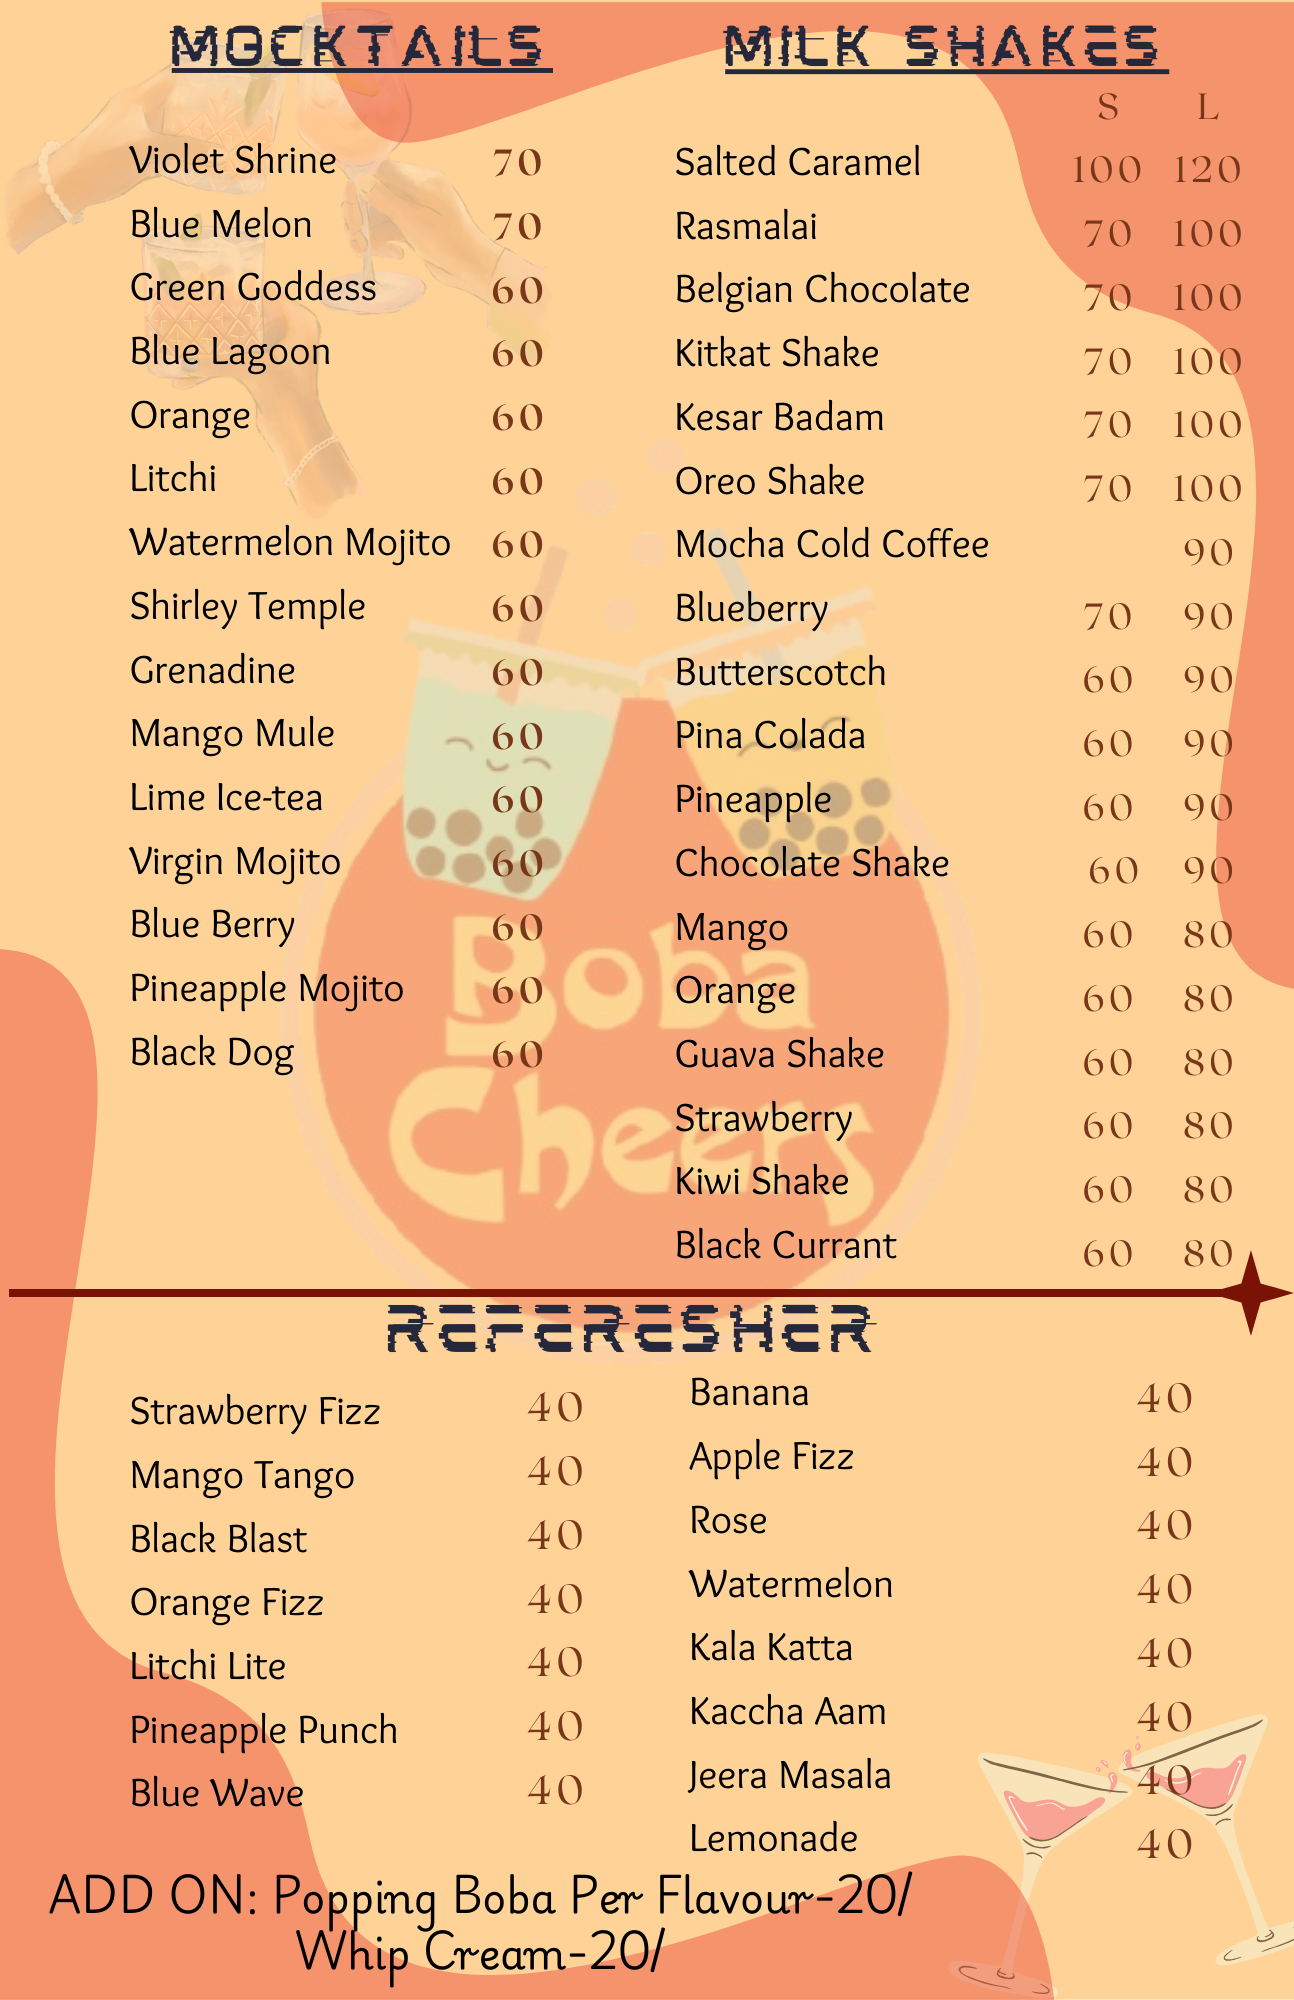 MOCKTAILS
Violet Shrine 70
Blue Melon 70
Green Goddess 60
Blue Lagoon 60
Orange 60
Litchi 60
Watermelon Mojito 60
Shirley Temple 60
Grenadine 60
Mango Mule 60
Lime Ice-tea 60
Virgin Mojito 60
Blue Berry 60
Pineapple Mojito 60
Black Dog 60
MILK SHAKES
S L
Salted Caramel 100 120
Rasmalai 70 100
Belgian Chocolate 70 100
Kitkat Shake 70 100
Kesar Badam 70 100
Oreo Shake 70 100
Mocha Cold Coffee 90
Blueberry 70 90
Butterscotch 60 90
Pina Colada 60 90
Pineapple 60 90
Chocolate Shake 60 90
Mango 60 80
Orange 60 80
Guava Shake 60 80
Strawberry 60 80
Kiwi Shake 60 80
Black Currant 60 80
Boba
Cheers
REFERESHER
Strawberry Fizz 40
Mango Tango 40
Black Blast 40
Orange Fizz 40
Litchi Lite 40
Pineapple Punch 40
Blue Wave 40
Banana 40
Apple Fizz 40
Rose 40
Watermelon 40
Kala Katta 40
Kaccha Aam 40
Jeera Masala 40
Lemonade 40
ADD ON: Popping Boba Per Flavour-20/
Whip Cream-20/